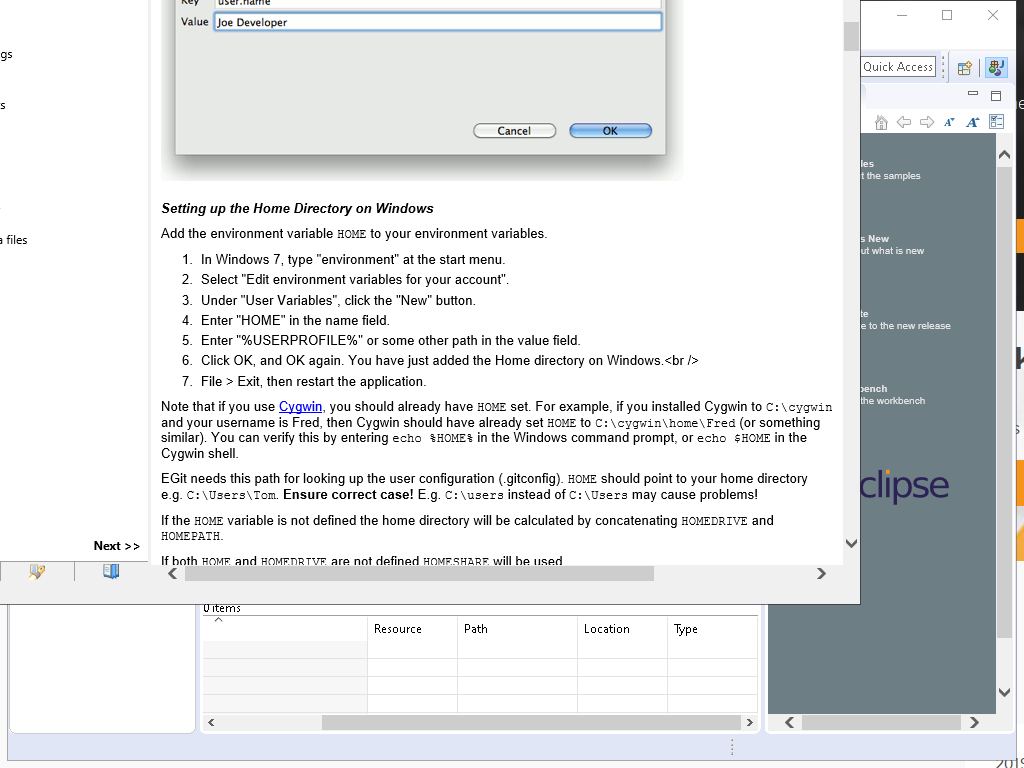 Key user.name
Value Joe Developer
gs
Quick Access
s
Cancel OK
les
t the samples
Setting up the Home Directory on Windows
Add the environment variable HOME to your environment variables.
a files
s New
ut what is new
1. In Windows 7, type "environment" at the start menu.
2. Select "Edit environment variables for your account".
3. Under "User Variables", click the "New" button.
4. Enter "HOME" in the name field.
te
e to the new release
5. Enter "%USERPROFILE%" or some other path in the value field.
6. Click OK, and OK again. You have just added the Home directory on Windows.<br />
7. File > Exit, then restart the application.
bench
the workbench
Note that if you use Cygwin, you should already have HOME set. For example, if you installed Cygwin to C:\cygwin
and your username is Fred, then Cygwin should have already set HOME to C:\cygwin\home\Fred (or something
similar). You can verify this by entering echo %HOME% in the Windows command prompt, or echo $HOME in the
Cygwin shell.
EGit needs this path for looking up the user configuration (.gitconfig). HOME should point to your home directory
e.g. C:\Users\Tom. Ensure correct case! E.g. C:\users instead of C:\Users may cause problems!
clipse
If the HOME variable is not defined the home directory will be calculated by concatenating HOMEDRIVE and
HOMEPATH.
Next >>
If both HOME and HOMEDRIVE are not defined HOMESHARE will be used
0 items
Resource Path Location Type
2019